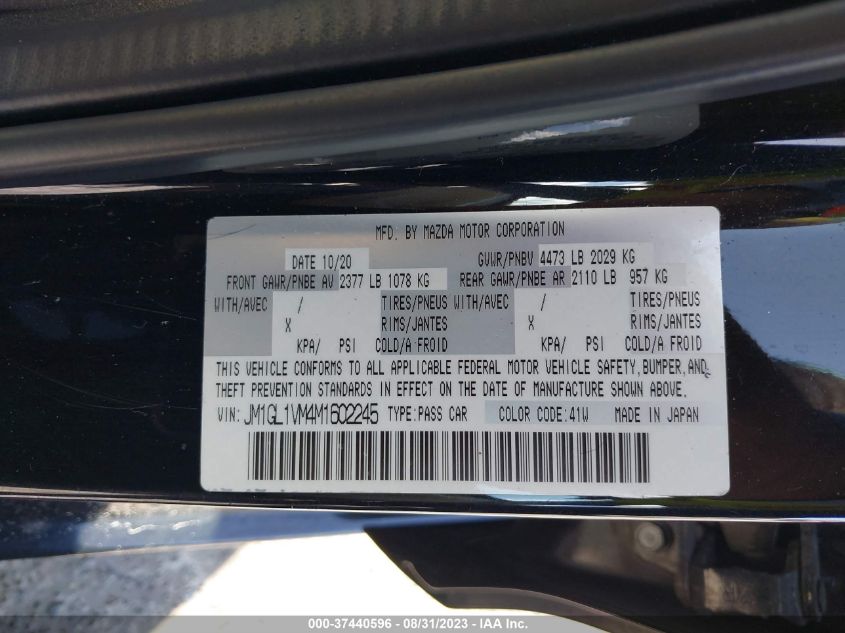 MFD. BY MAZDA MOTOR CORPORATION
DATE 10/20 GVWR/PNBV 4473 LB 2029 KG
FRONT GAWR/PNBE AV 2377 LB 1078 KG REAR GAWR/PNBE AR 2110 LB 957 KG
WITH/AVEC / TIRES/PNEUS WITH/AVEC / TIRES/PNEUS
X RIMS/JANTES X RIMS/JANTES
KPA/ PSI COLD/A FROID KPA/ PSI COLD/A FROID
THIS VEHICLE CONFORMS TO ALL APPLICABLE FEDERAL MOTOR VEHICLE SAFETY, BUMPER, AND
THEFT PREVENTION STANDARDS IN EFFECT ON THE DATE OF MANUFACTURE SHOWN ABOVE.
VIN: JM1GL1VM4M1602245 TYPE:PASS CAR COLOR CODE:41W MADE IN JAPAN
000-37440596 - 08/31/2023 - IAAI.COM